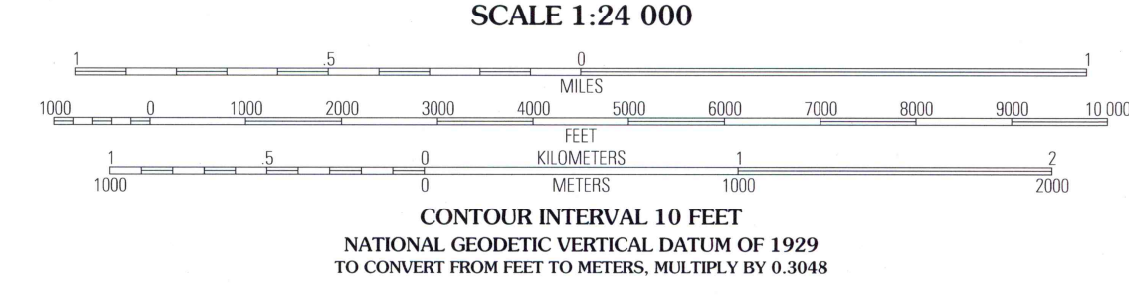 SCALE 1:24 000
1 .5 0 1
MILES
1000 0 1000 2000 3000 4000 5000 6000 7000 8000 9000 10 000
FEET
1 .5 0 KILOMETERS 1 2
1000 0 METERS 1000 2000
CONTOUR INTERVAL 10 FEET
NATIONAL GEODETIC VERTICAL DATUM OF 1929
TO CONVERT FROM FEET TO METERS, MULTIPLY BY 0.3048